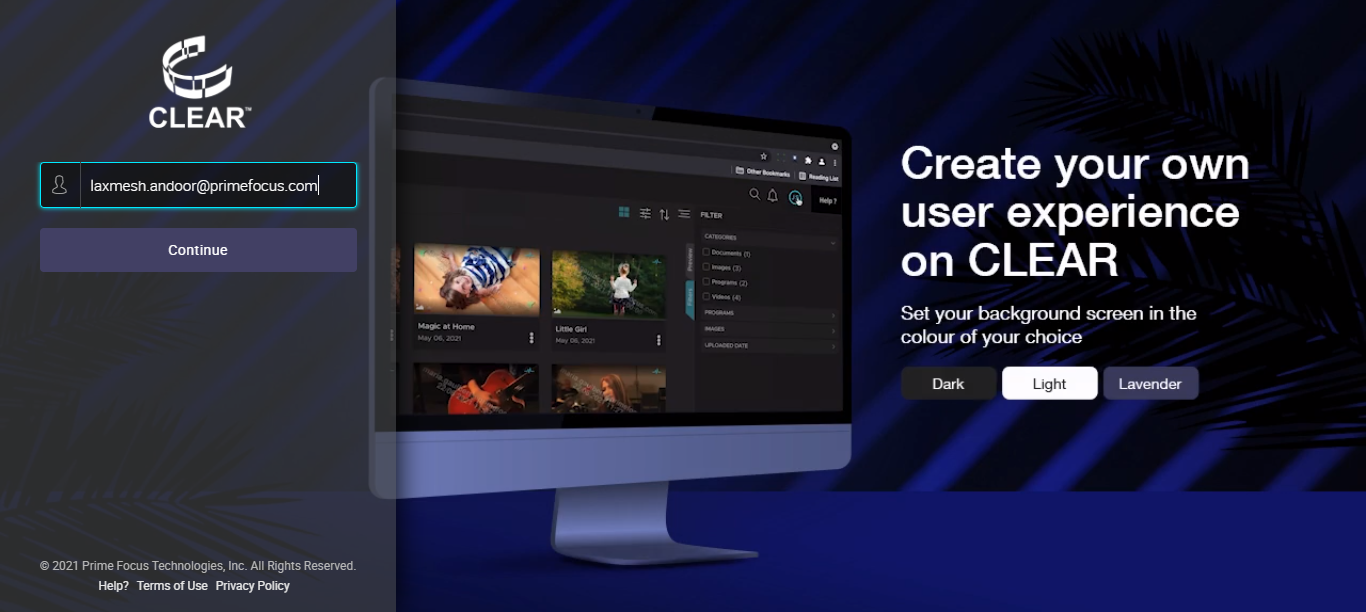 CLEAR™
laxmesh.andoor@primefocus.com
Continue
© 2021 Prime Focus Technologies, Inc. All Rights Reserved.
Help? Terms of Use Privacy Policy
Other Bookmarks Reading List
Help ?
FILTER
CATEGORIES
Documents (1)
Images (3)
Programs (2)
Videos (4)
PROGRAMS
IMAGES
UPLOADED DATE
Preview
Filters
Magic at Home
May 06, 2021
Little Girl
May 06, 2021
Create your own
user experience
on CLEAR
Set your background screen in the
colour of your choice
Dark Light Lavender